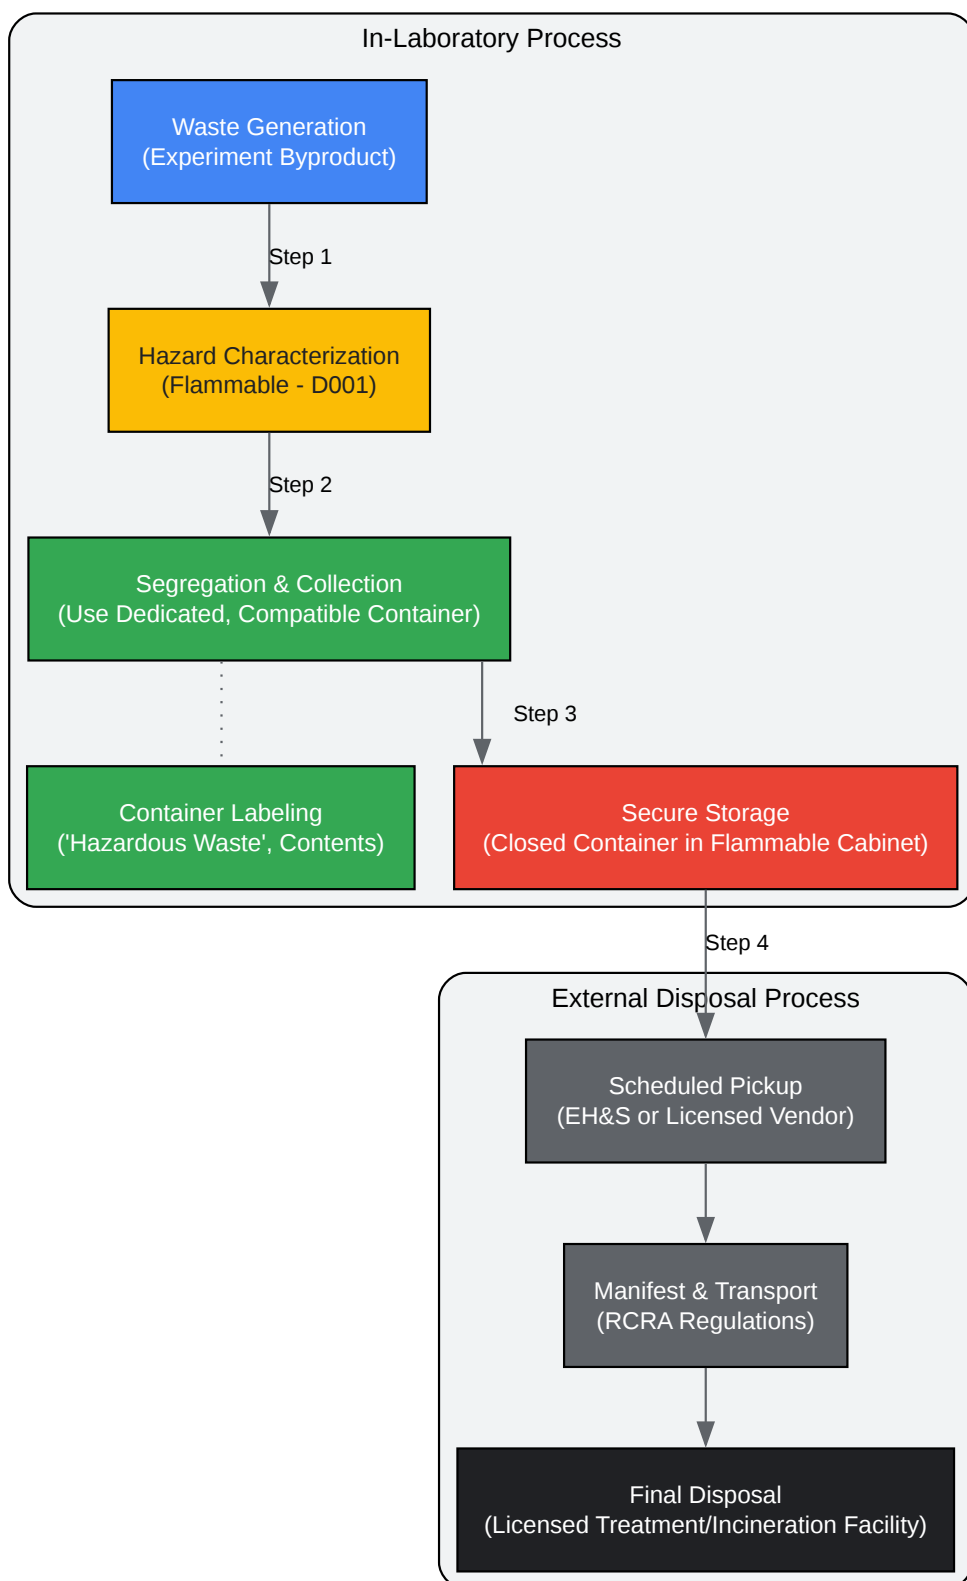 In-Laboratory Process
Waste Generation
(Experiment Byproduct)
Step 1
Hazard Characterization
(Flammable - D001)
Step 2
Segregation & Collection
(Use Dedicated, Compatible Container)
Step 3
Container Labeling
('Hazardous Waste', Contents)
Secure Storage
(Closed Container in Flammable Cabinet)
Step 4
External Disposal Process
Scheduled Pickup
(EH&S or Licensed Vendor)
Manifest & Transport
(RCRA Regulations)
Final Disposal
(Licensed Treatment/Incineration Facility)